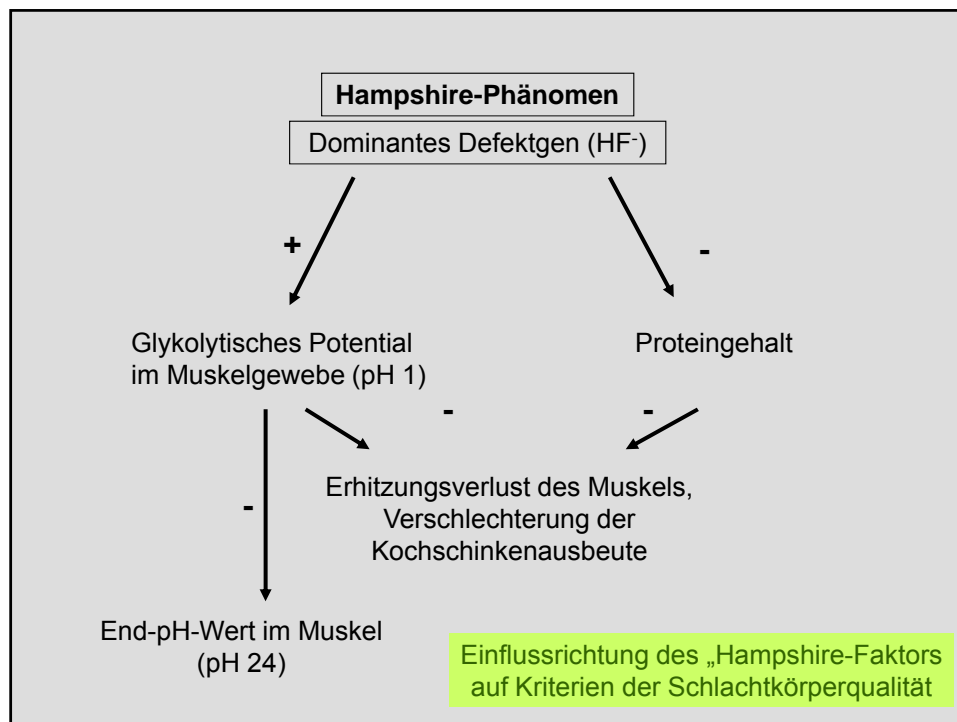 Hampshire-Phänomen
Dominantes Defektgen (HF⁻)
+
-
Glykolytisches Potential
im Muskelgewebe (pH 1)
Proteingehalt
-
-
Erhitzungsverlust des Muskels,
Verschlechterung der
Kochschinkenausbeute
-
End-pH-Wert im Muskel
(pH 24)
Einflussrichtung des „Hampshire-Faktors
auf Kriterien der Schlachtkörperqualität